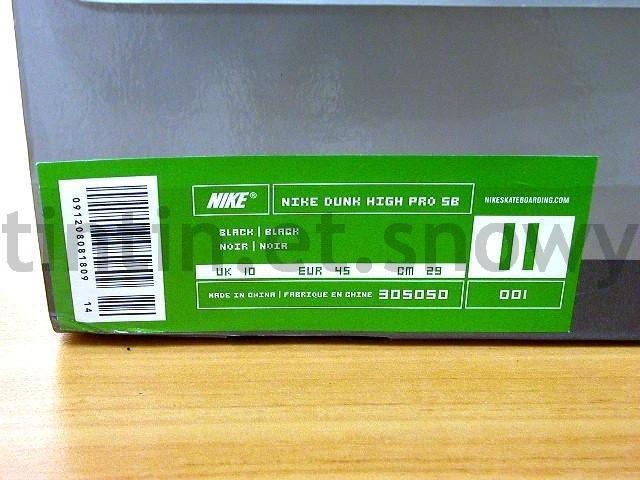 NIKE®
NIKE DUNK HIGH PRO SB
NIKESKATEBOARDING.COM
BLACK | BLACK
NOIR | NOIR
11
UK 10 EUR 45 CM 29
MADE IN CHINA | FABRIQUE EN CHINE 305050
001
091208081809 14
tintin.et.snowy